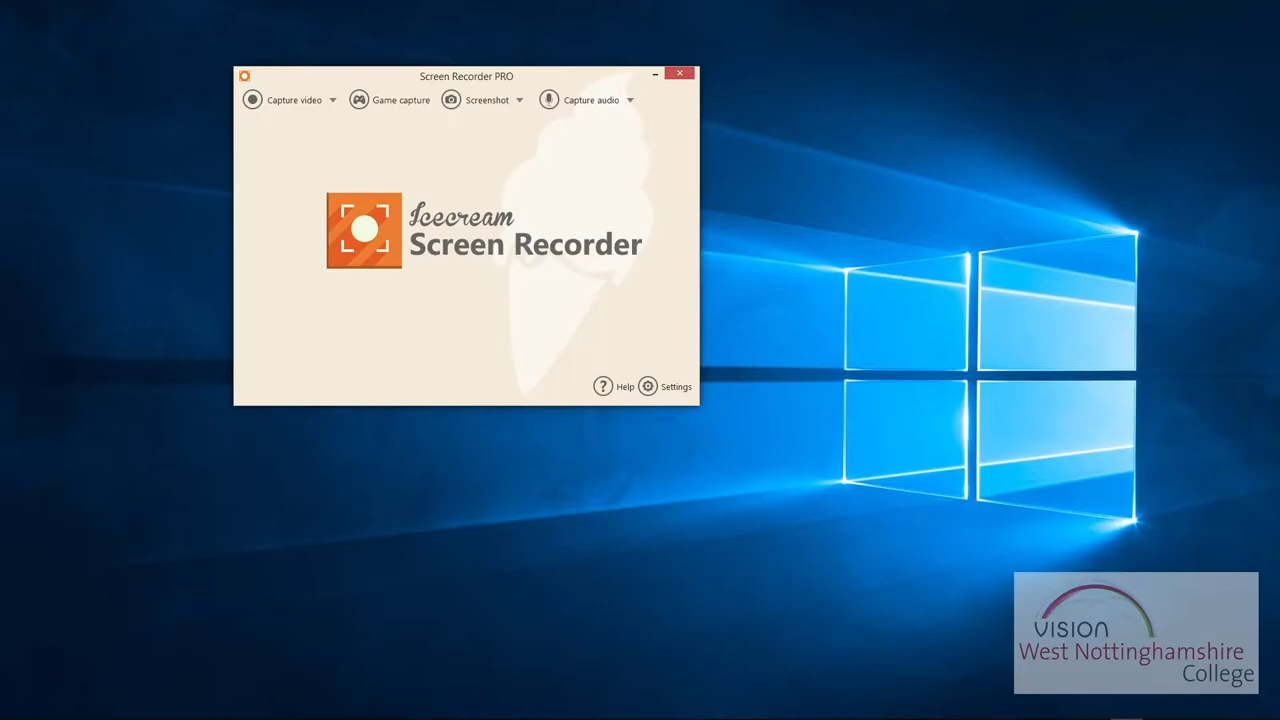 Screen Recorder PRO
Capture video
Game capture
Screenshot
Capture audio
Icecream
Screen Recorder
?
Help
Settings
VISION
West Nottinghamshire
College